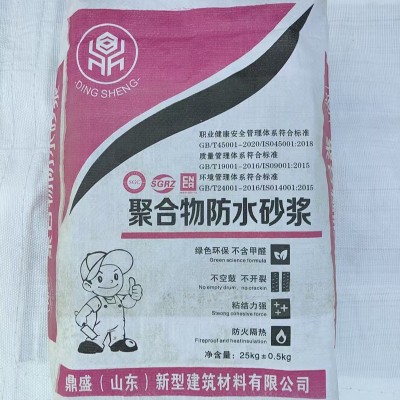 DING SHENG
职业健康安全管理体系符合标准
GB/T45001-2020/ISO45001:2018
质量管理体系符合标准
GB/T19001-2016/ISO9001:2015
环境管理体系符合标准
GB/T24001-2016/ISO14001:2015
SGRZ
聚合物防水砂浆
绿色环保 不含甲醛
Green science formula
不空鼓 不开裂
No empty drum, no crankin
粘结力强
Strong cohesive force
防火隔热
Fireproof and heatinsulation
净含量：25kg±0.5kg
鼎盛（山东）新型建筑材料有限公司